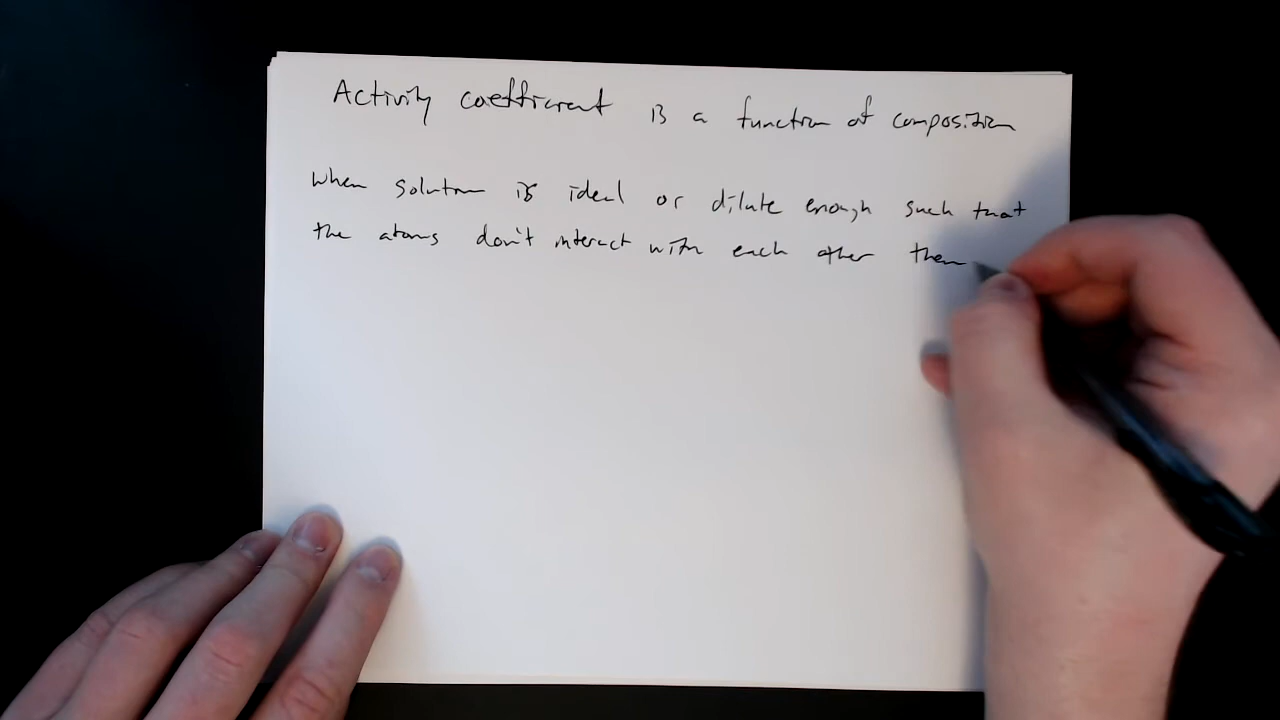 Activity coefficient is a function of composition
When solution is ideal or dilute enough such that
the atoms don't interact with each other then